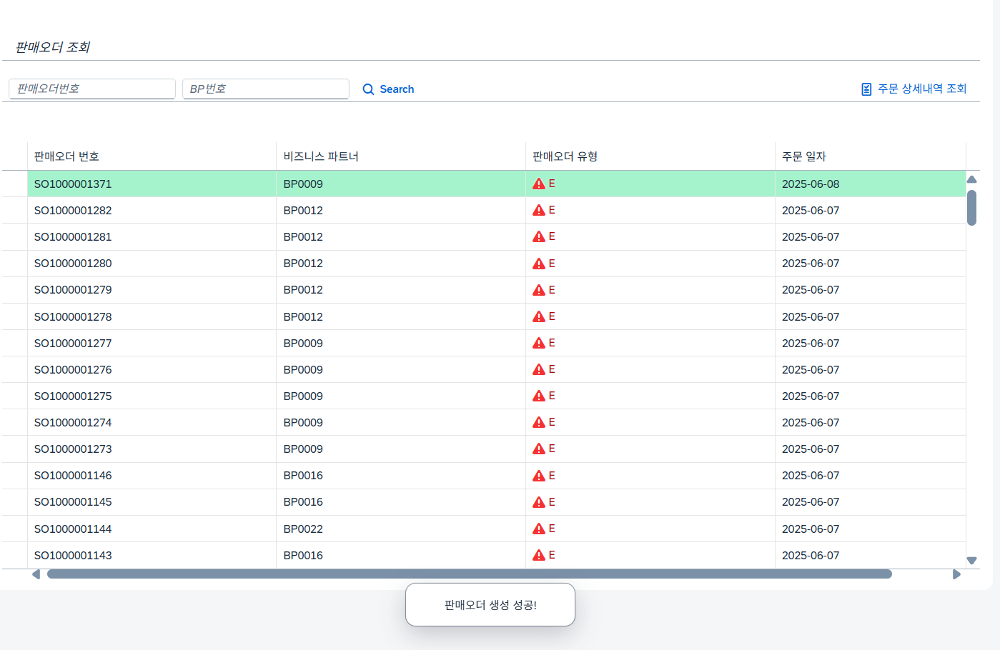 판매오더 조회
판매오더번호 BP번호 Search 주문 상세내역 조회
판매오더 번호 비즈니스 파트너 판매오더 유형 주문 일자
SO1000001371 BP0009 E 2025-06-08
SO1000001282 BP0012 E 2025-06-07
SO1000001281 BP0012 E 2025-06-07
SO1000001280 BP0012 E 2025-06-07
SO1000001279 BP0012 E 2025-06-07
SO1000001278 BP0012 E 2025-06-07
SO1000001277 BP0009 E 2025-06-07
SO1000001276 BP0009 E 2025-06-07
SO1000001275 BP0009 E 2025-06-07
SO1000001274 BP0009 E 2025-06-07
SO1000001273 BP0009 E 2025-06-07
SO1000001146 BP0016 E 2025-06-07
SO1000001145 BP0016 E 2025-06-07
SO1000001144 BP0022 E 2025-06-07
SO1000001143 BP0016 E 2025-06-07
판매오더 생성 성공!